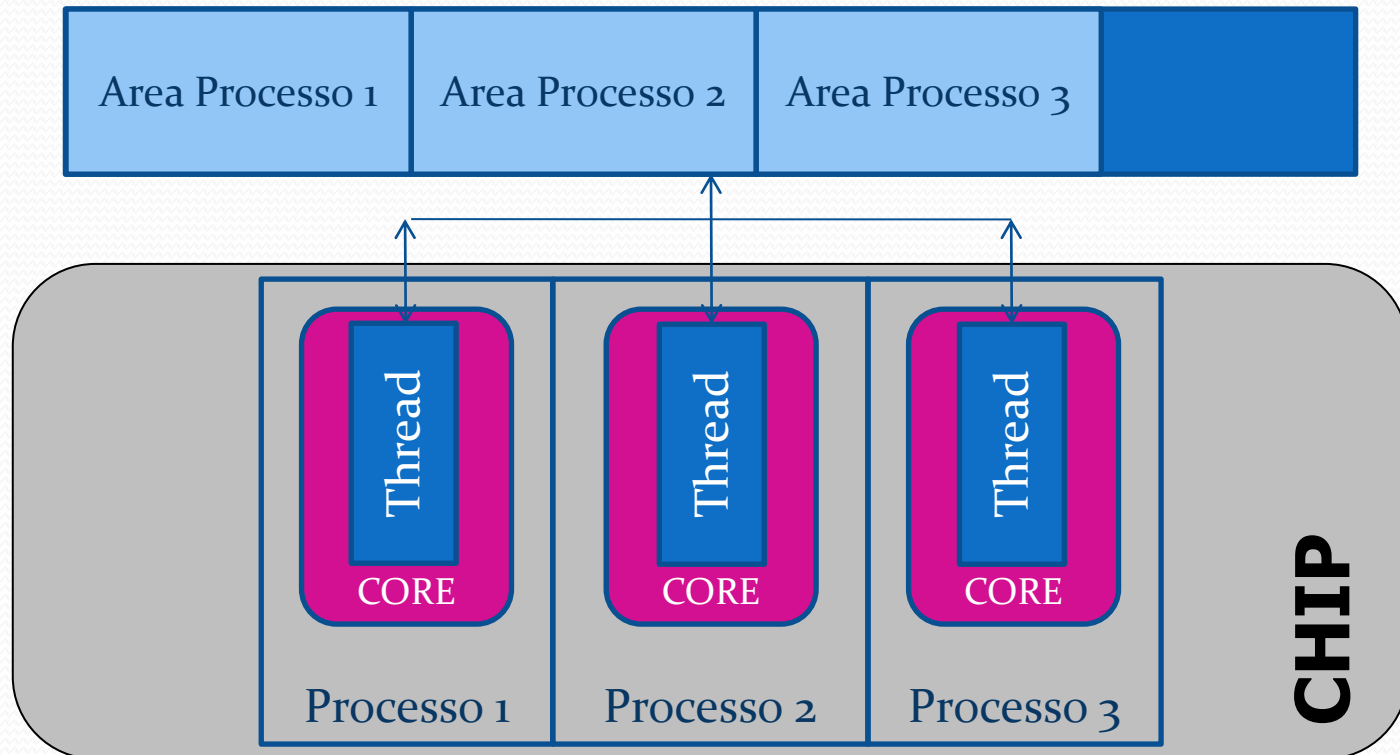 Area Processo 1
Area Processo 2
Area Processo 3
Thread
CORE
Thread
CORE
Thread
CORE
Processo 1
Processo 2
Processo 3
CHIP